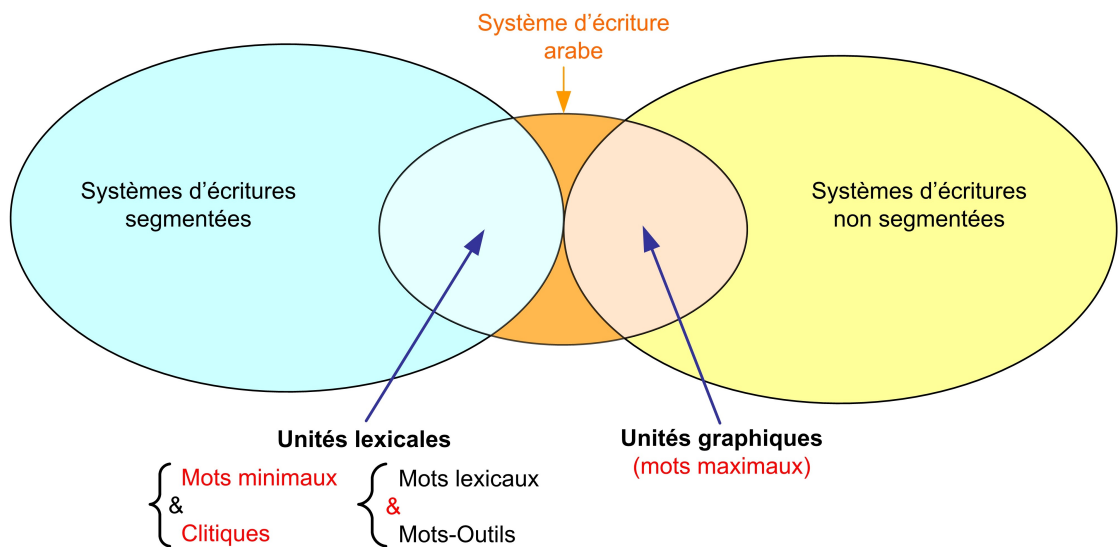 Système d'écriture
arabe
Systèmes d'écritures
segmentées
Systèmes d'écritures
non segmentées
Unités lexicales
Mots minimaux
&
Clitiques
Mots lexicaux
&
Mots-Outils
Unités graphiques
(mots maximaux)